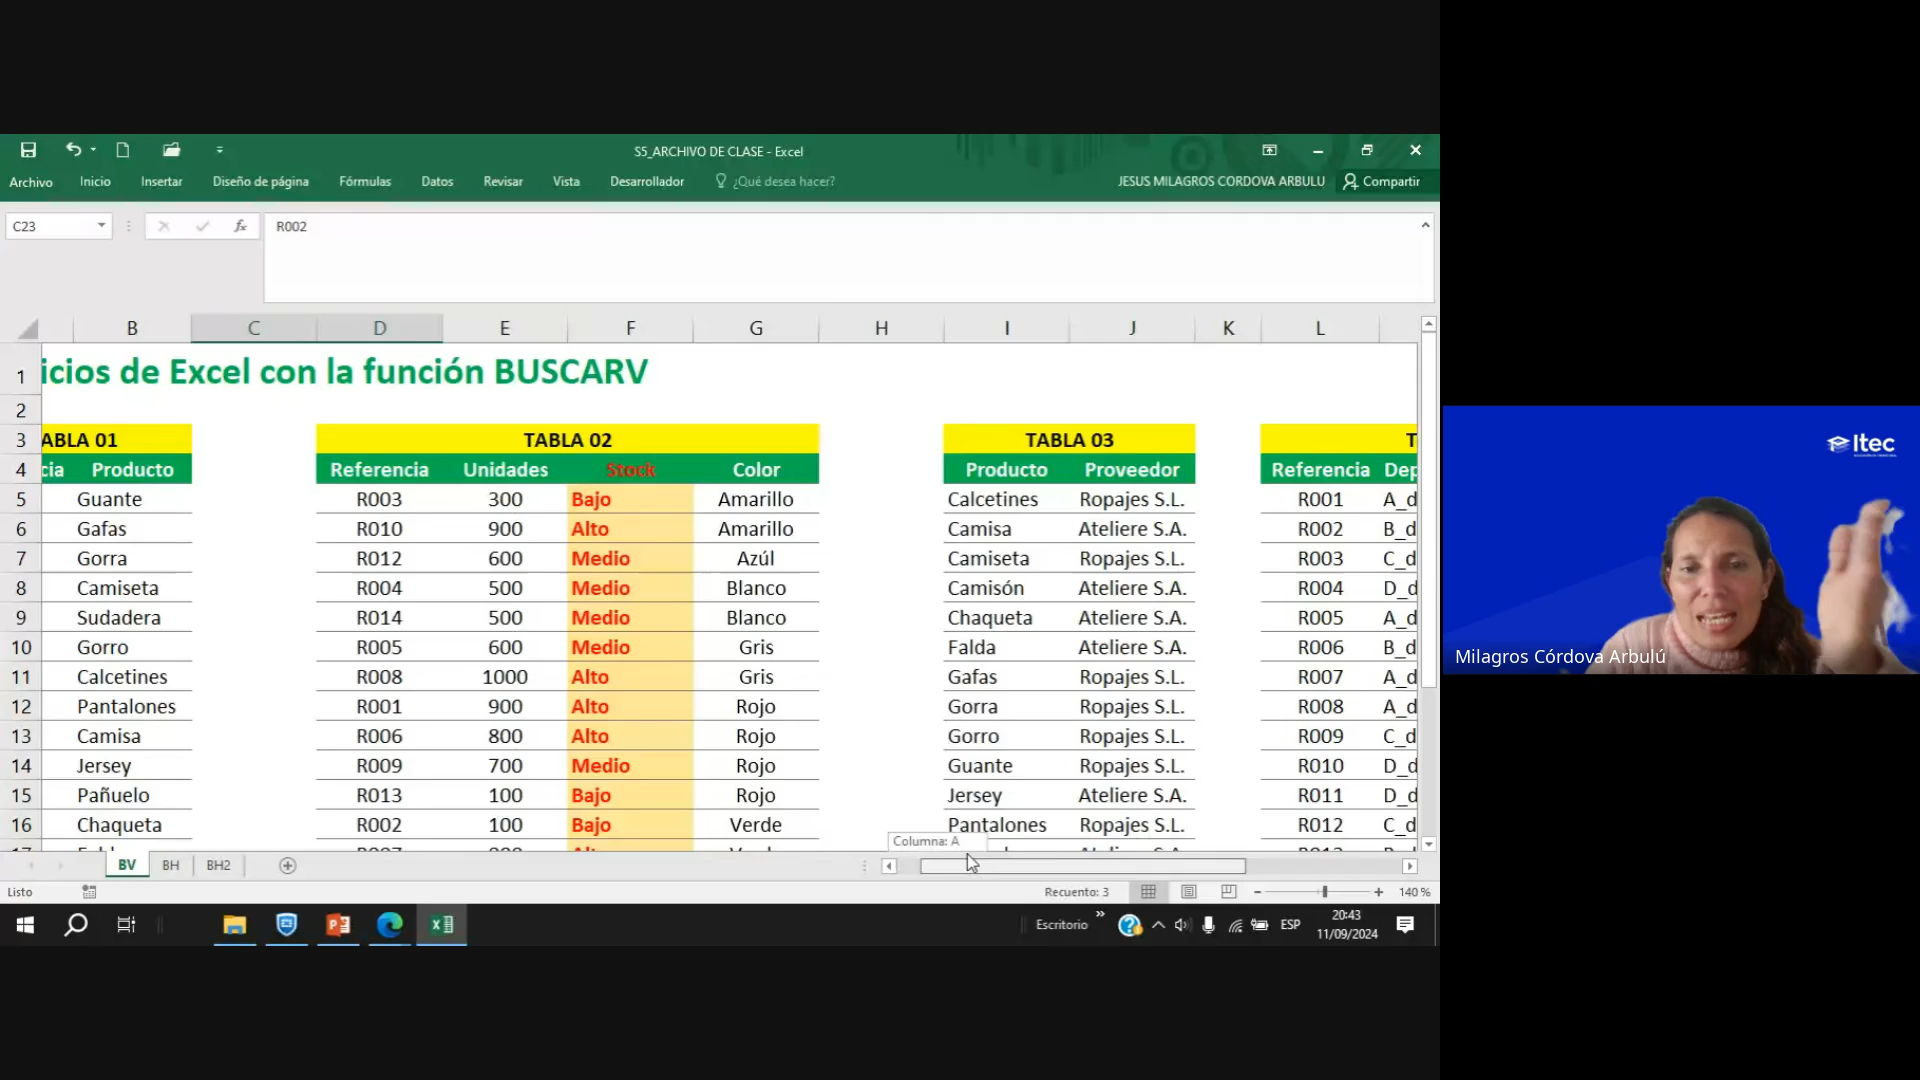 S5_ARCHIVO DE CLASE - Excel
Archivo Inicio Insertar Diseño de página Fórmulas Datos Revisar Vista Desarrollador ¿Qué desea hacer? JESUS MILAGROS CORDOVA ARBULU Compartir
C23 fx R002
B C D E F G H I J K L
1 icios de Excel con la función BUSCARV
2
3 ABLA 01 TABLA 02 TABLA 03 T
4 cia Producto Referencia Unidades Stock Color Producto Proveedor Referencia Dep
5 Guante R003 300 Bajo Amarillo Calcetines Ropajes S.L. R001 A_d
6 Gafas R010 900 Alto Amarillo Camisa Ateliere S.A. R002 B_d
7 Gorra R012 600 Medio Azúl Camiseta Ropajes S.L. R003 C_d
8 Camiseta R004 500 Medio Blanco Camisón Ateliere S.A. R004 D_d
9 Sudadera R014 500 Medio Blanco Chaqueta Ateliere S.A. R005 A_d
10 Gorro R005 600 Medio Gris Falda Ateliere S.A. R006 B_d
11 Calcetines R008 1000 Alto Gris Gafas Ropajes S.L. R007 A_d
12 Pantalones R001 900 Alto Rojo Gorra Ropajes S.L. R008 A_d
13 Camisa R006 800 Alto Rojo Gorro Ropajes S.L. R009 C_d
14 Jersey R009 700 Medio Rojo Guante Ropajes S.L. R010 D_d
15 Pañuelo R013 100 Bajo Rojo Jersey Ateliere S.A. R011 D_d
16 Chaqueta R002 100 Bajo Verde Pantalones Ropajes S.L. R012 C_d
Columna: A
BV BH BH2
Listo Recuento: 3 140 %
Escritorio ESP 20:43
11/09/2024
Itec
Milagros Córdova Arbulú